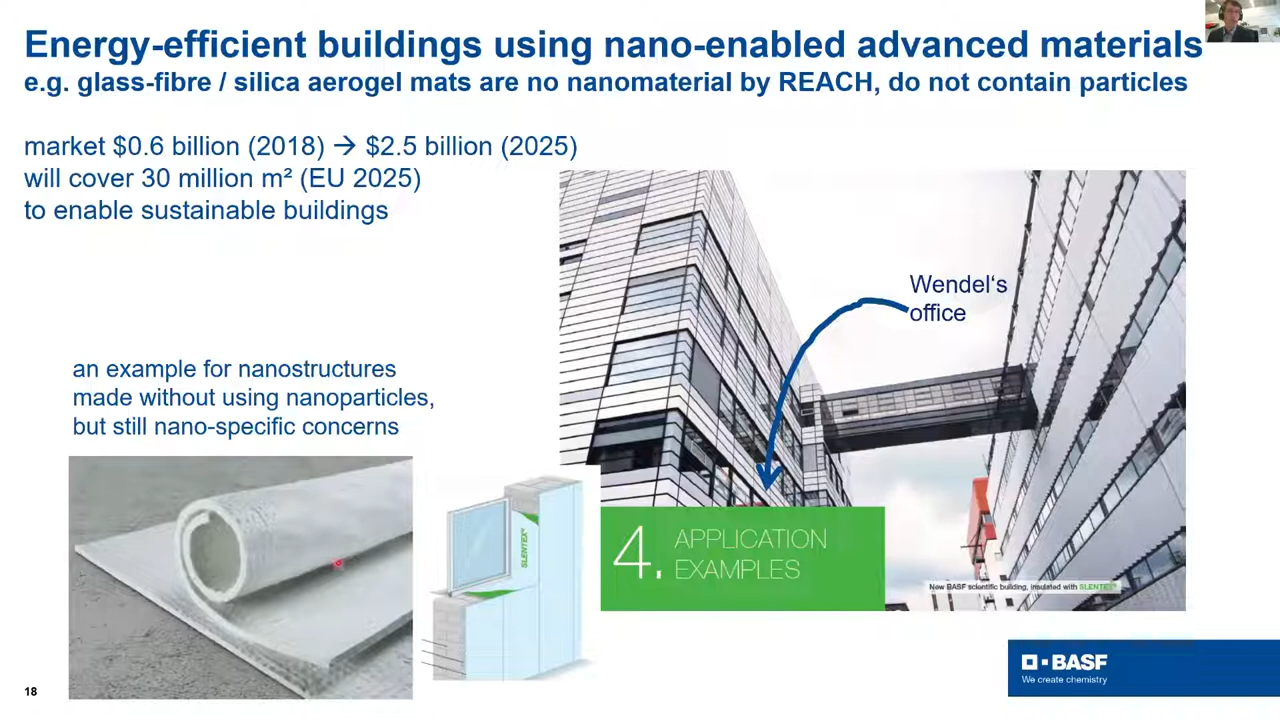 Energy-efficient buildings using nano-enabled advanced materials
e.g. glass-fibre / silica aerogel mats are no nanomaterial by REACH, do not contain particles
market $0.6 billion (2018) → $2.5 billion (2025)
will cover 30 million m² (EU 2025)
to enable sustainable buildings
Wendel‘s
office
an example for nanostructures
made without using nanoparticles,
but still nano-specific concerns
SLENTEX®
4. APPLICATION
EXAMPLES
New BASF scientific building, insulated with SLENTEX®
BASF
We create chemistry
18